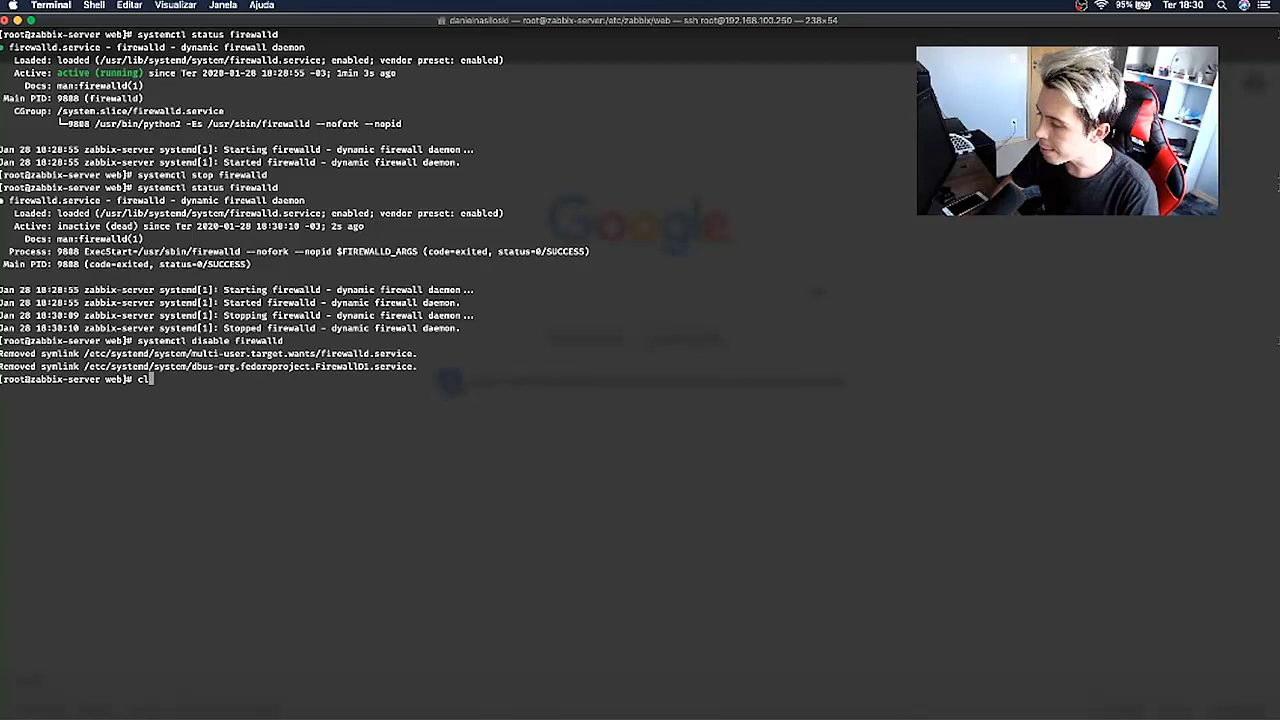 Terminal Shell Editar Visualizar Janela Ajuda 95% Ter 18:30
danielnasiloski — root@zabbix-server:/etc/zabbix/web — ssh root@192.168.100.250 — 238×54
[root@zabbix-server web]# systemctl status firewalld
● firewalld.service - firewalld - dynamic firewall daemon
Loaded: loaded (/usr/lib/systemd/system/firewalld.service; enabled; vendor preset: enabled)
Active: active (running) since Ter 2020-01-28 18:28:55 -03; 1min 3s ago
Docs: man:firewalld(1)
Main PID: 9808 (firewalld)
CGroup: /system.slice/firewalld.service
└─9808 /usr/bin/python2 -Es /usr/sbin/firewalld --nofork --nopid
Jan 28 18:28:55 zabbix-server systemd[1]: Starting firewalld - dynamic firewall daemon...
Jan 28 18:28:55 zabbix-server systemd[1]: Started firewalld - dynamic firewall daemon.
[root@zabbix-server web]# systemctl stop firewalld
[root@zabbix-server web]# systemctl status firewalld
● firewalld.service - firewalld - dynamic firewall daemon
Loaded: loaded (/usr/lib/systemd/system/firewalld.service; enabled; vendor preset: enabled)
Active: inactive (dead) since Ter 2020-01-28 18:30:10 -03; 2s ago
Docs: man:firewalld(1)
Process: 9808 ExecStart=/usr/sbin/firewalld --nofork --nopid $FIREWALLD_ARGS (code=exited, status=0/SUCCESS)
Main PID: 9808 (code=exited, status=0/SUCCESS)
Jan 28 18:28:55 zabbix-server systemd[1]: Starting firewalld - dynamic firewall daemon...
Jan 28 18:28:55 zabbix-server systemd[1]: Started firewalld - dynamic firewall daemon.
Jan 28 18:30:09 zabbix-server systemd[1]: Stopping firewalld - dynamic firewall daemon...
Jan 28 18:30:10 zabbix-server systemd[1]: Stopped firewalld - dynamic firewall daemon.
[root@zabbix-server web]# systemctl disable firewalld
Removed symlink /etc/systemd/system/multi-user.target.wants/firewalld.service.
Removed symlink /etc/systemd/system/dbus-org.fedoraproject.FirewallD1.service.
[root@zabbix-server web]# cl
Google